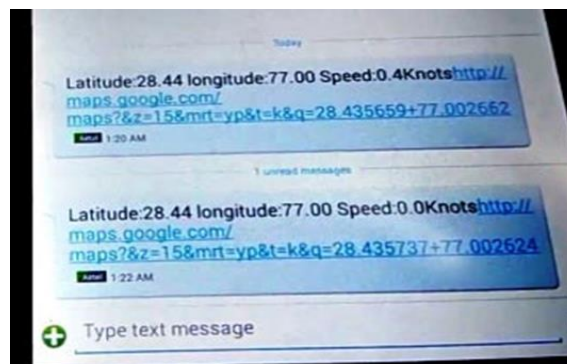 Today
Latitude:28.44 longitude:77.00 Speed:0.4Knotshttp://
maps.google.com/
maps?&z=15&mrt=yp&t=k&q=28.435659+77.002662
Airtel 1:20 AM
1 unread messages
Latitude:28.44 longitude:77.00 Speed:0.0Knotshttp://
maps.google.com/
maps?&z=15&mrt=yp&t=k&q=28.435737+77.002624
Airtel 1:22 AM
Type text message